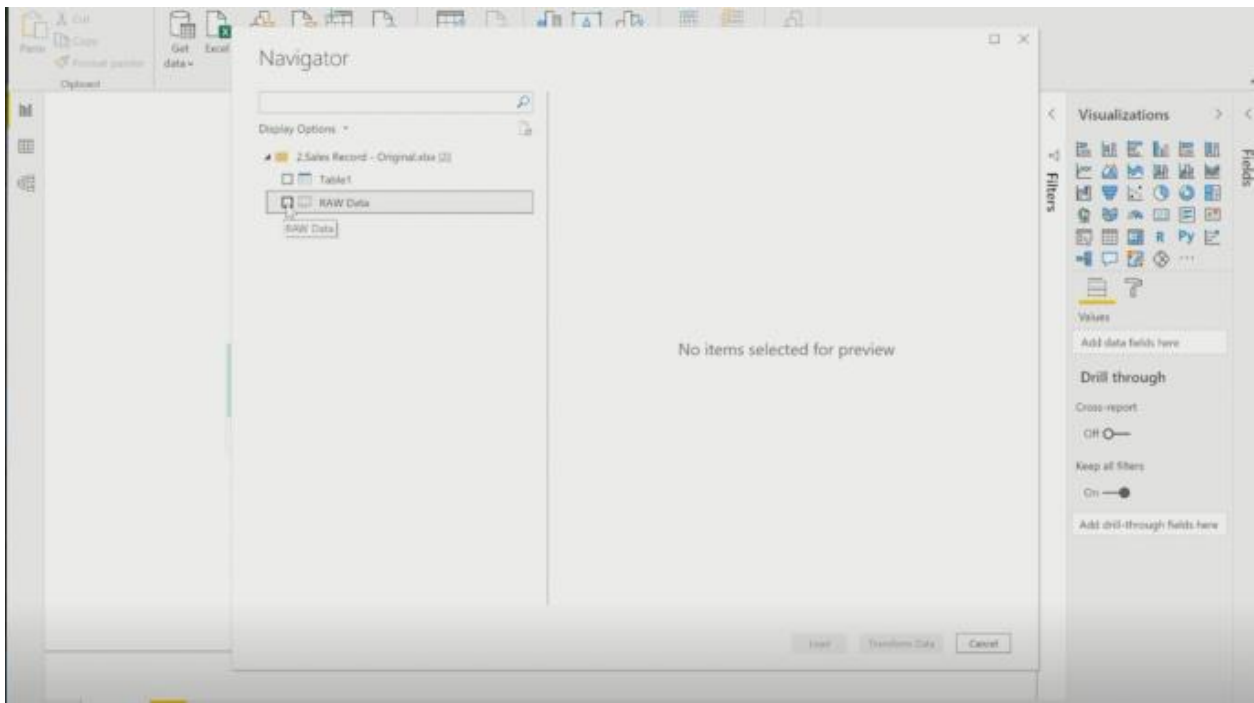 Cut
Copy
Format painter
Paste
Clipboard
Get data
Excel
Navigator
Display Options
2.Sales Record - Original.xlsx [2]
Table1
RAW Data
RAW Data
No items selected for preview
Load
Transform Data
Cancel
Filters
Visualizations
Fields
R
Py
Values
Add data fields here
Drill through
Cross-report
Off
Keep all filters
On
Add drill-through fields here